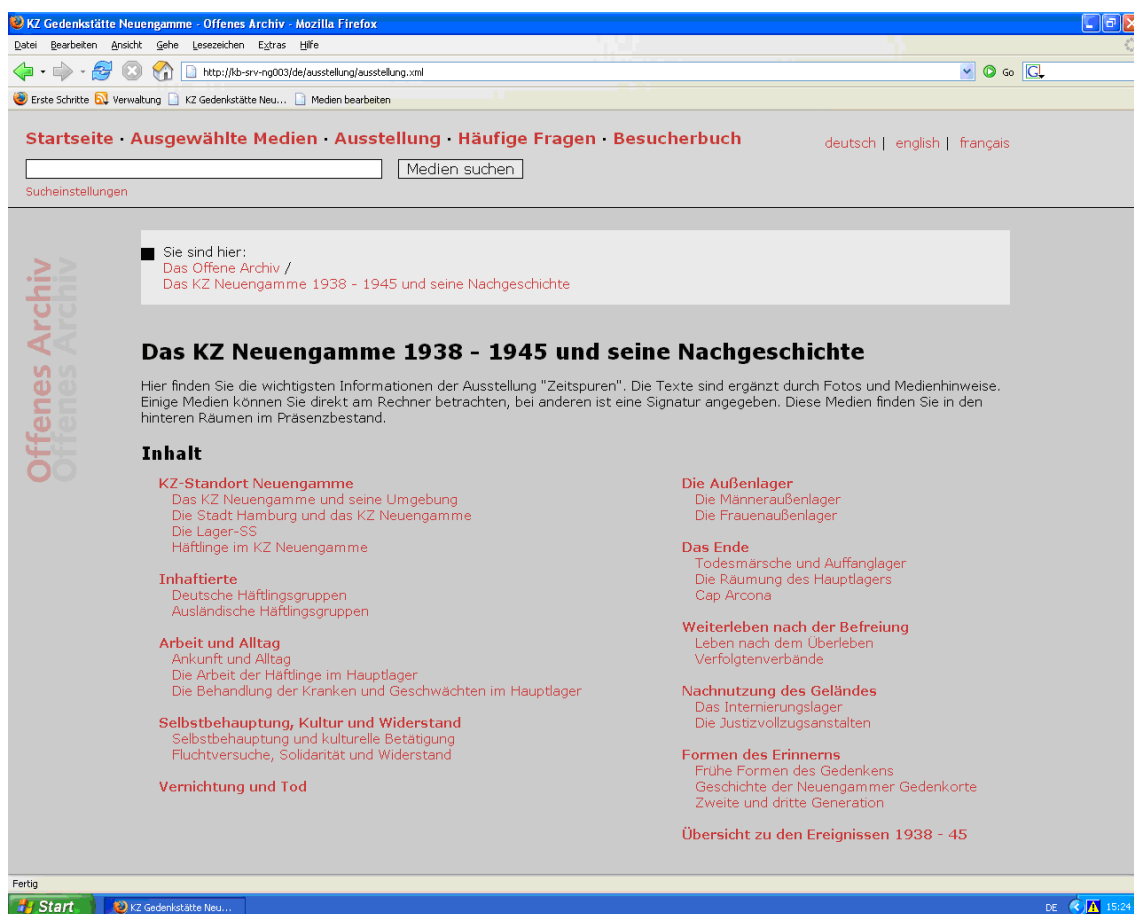 KZ Gedenkstätte Neuengamme - Offenes Archiv - Mozilla Firefox
Datei Bearbeiten Ansicht Gehe Lesezeichen Extras Hilfe
http://kb-srv-ng003/de/ausstellung/ausstellung.xml Go G
Erste Schritte Verwaltung KZ Gedenkstätte Neu... Medien bearbeiten
Startseite · Ausgewählte Medien · Ausstellung · Häufige Fragen · Besucherbuch
deutsch | english | français
Medien suchen
Sucheinstellungen
Offenes Archiv
Offenes Archiv
Sie sind hier:
Das Offene Archiv /
Das KZ Neuengamme 1938 - 1945 und seine Nachgeschichte
Das KZ Neuengamme 1938 - 1945 und seine Nachgeschichte
Hier finden Sie die wichtigsten Informationen der Ausstellung "Zeitspuren". Die Texte sind ergänzt durch Fotos und Medienhinweise.
Einige Medien können Sie direkt am Rechner betrachten, bei anderen ist eine Signatur angegeben. Diese Medien finden Sie in den
hinteren Räumen im Präsenzbestand.
Inhalt
KZ-Standort Neuengamme
Das KZ Neuengamme und seine Umgebung
Die Stadt Hamburg und das KZ Neuengamme
Die Lager-SS
Häftlinge im KZ Neuengamme
Inhaftierte
Deutsche Häftlingsgruppen
Ausländische Häftlingsgruppen
Arbeit und Alltag
Ankunft und Alltag
Die Arbeit der Häftlinge im Hauptlager
Die Behandlung der Kranken und Geschwächten im Hauptlager
Selbstbehauptung, Kultur und Widerstand
Selbstbehauptung und kulturelle Betätigung
Fluchtversuche, Solidarität und Widerstand
Vernichtung und Tod
Die Außenlager
Die Männeraußenlager
Die Frauenaußenlager
Das Ende
Todesmärsche und Auffanglager
Die Räumung des Hauptlagers
Cap Arcona
Weiterleben nach der Befreiung
Leben nach dem Überleben
Verfolgtenverbände
Nachnutzung des Geländes
Das Internierungslager
Die Justizvollzugsanstalten
Formen des Erinnerns
Frühe Formen des Gedenkens
Geschichte der Neuengammer Gedenkorte
Zweite und dritte Generation
Übersicht zu den Ereignissen 1938 - 45
Fertig
Start KZ Gedenkstätte Neu... DE 15:24